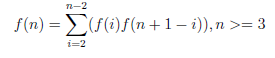 f(n) = \sum_{i=2}^{n-2} (f(i)f(n+1-i)), n >= 3